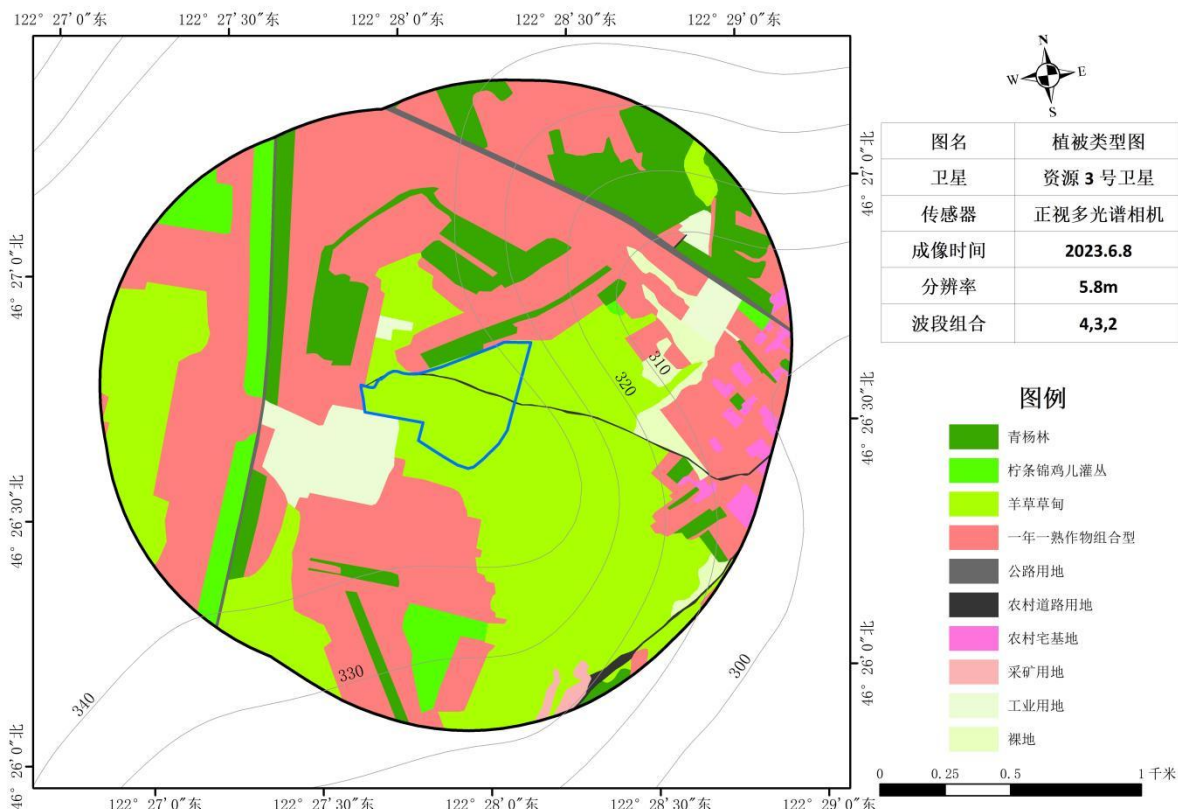 122° 27'0"东
122° 27'30"东
122° 28'0"东
122° 28'30"东
122° 29'0"东
N
W
E
S
图名
植被类型图
卫星
资源 3 号卫星
传感器
正视多光谱相机
成像时间
2023.6.8
分辨率
5.8m
波段组合
4,3,2
46° 27'0"北
46° 26'30"北
46° 26'0"北
46° 27'0"北
46° 26'30"北
46° 26'0"北
310
320
330
340
300
图例
青杨林
柠条锦鸡儿灌丛
羊草草甸
一年一熟作物组合型
公路用地
农村道路用地
农村宅基地
采矿用地
工业用地
裸地
0
0.25
0.5
1 千米
122° 27'0"东
122° 27'30"东
122° 28'0"东
122° 28'30"东
122° 29'0"东